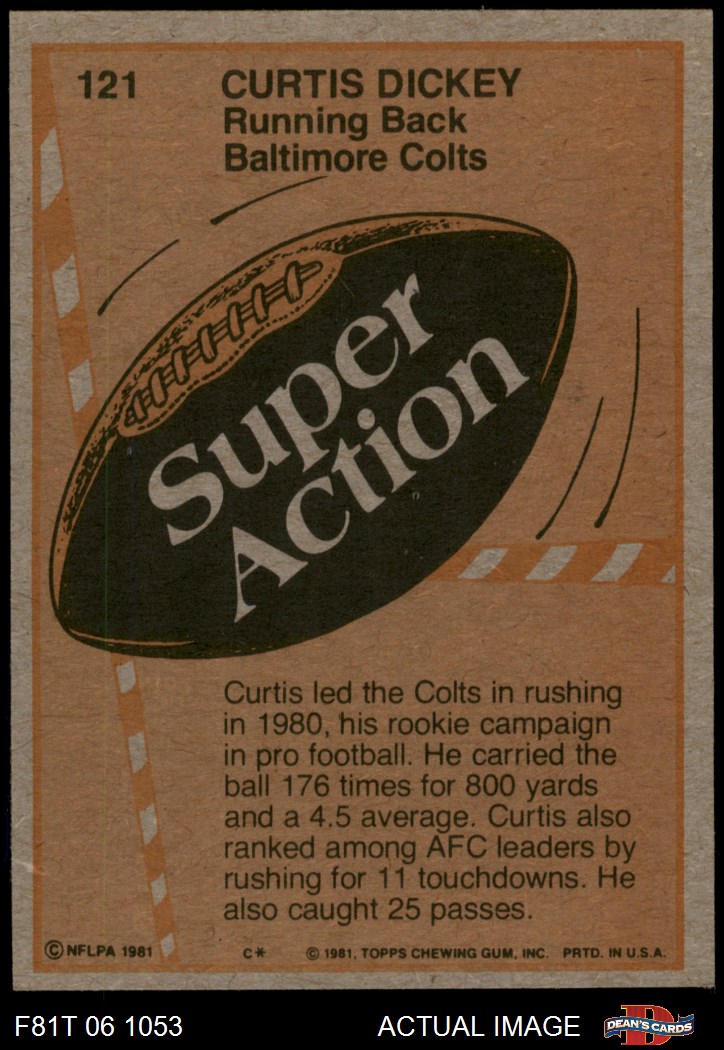 121
CURTIS DICKEY
Running Back
Baltimore Colts
Super
Action
Curtis led the Colts in rushing
in 1980, his rookie campaign
in pro football. He carried the
ball 176 times for 800 yards
and a 4.5 average. Curtis also
ranked among AFC leaders by
rushing for 11 touchdowns. He
also caught 25 passes.
© NFLPA 1981 C* © 1981, TOPPS CHEWING GUM, INC. PRTD. IN U.S.A.
F81T 06 1053 ACTUAL IMAGE D DEAN'S CARDS